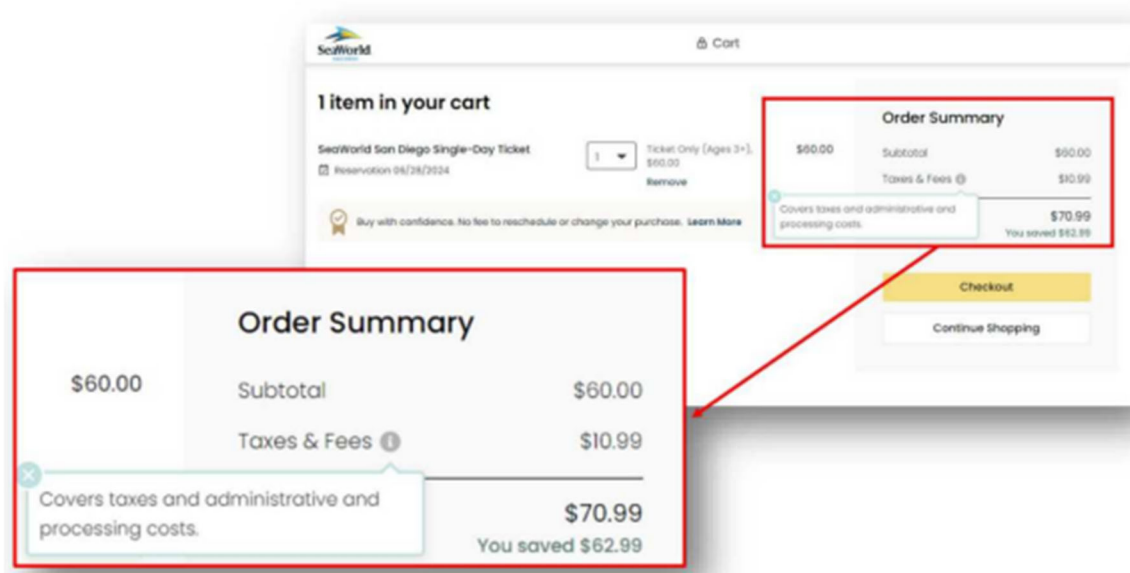 SeaWorld
Cart
1 item in your cart
SeaWorld San Diego Single-Day Ticket
Reservation 06/28/2024
1
Ticket Only (Ages 3+),
$60.00
Remove
$60.00
Buy with confidence. No fee to reschedule or change your purchase. Learn More
Order Summary
Subtotal $60.00
Taxes & Fees $10.99
Covers taxes and administrative and
processing costs.
$70.99
You saved $62.99
Checkout
Continue Shopping
Order Summary
$60.00
Subtotal $60.00
Taxes & Fees $10.99
Covers taxes and administrative and
processing costs.
$70.99
You saved $62.99